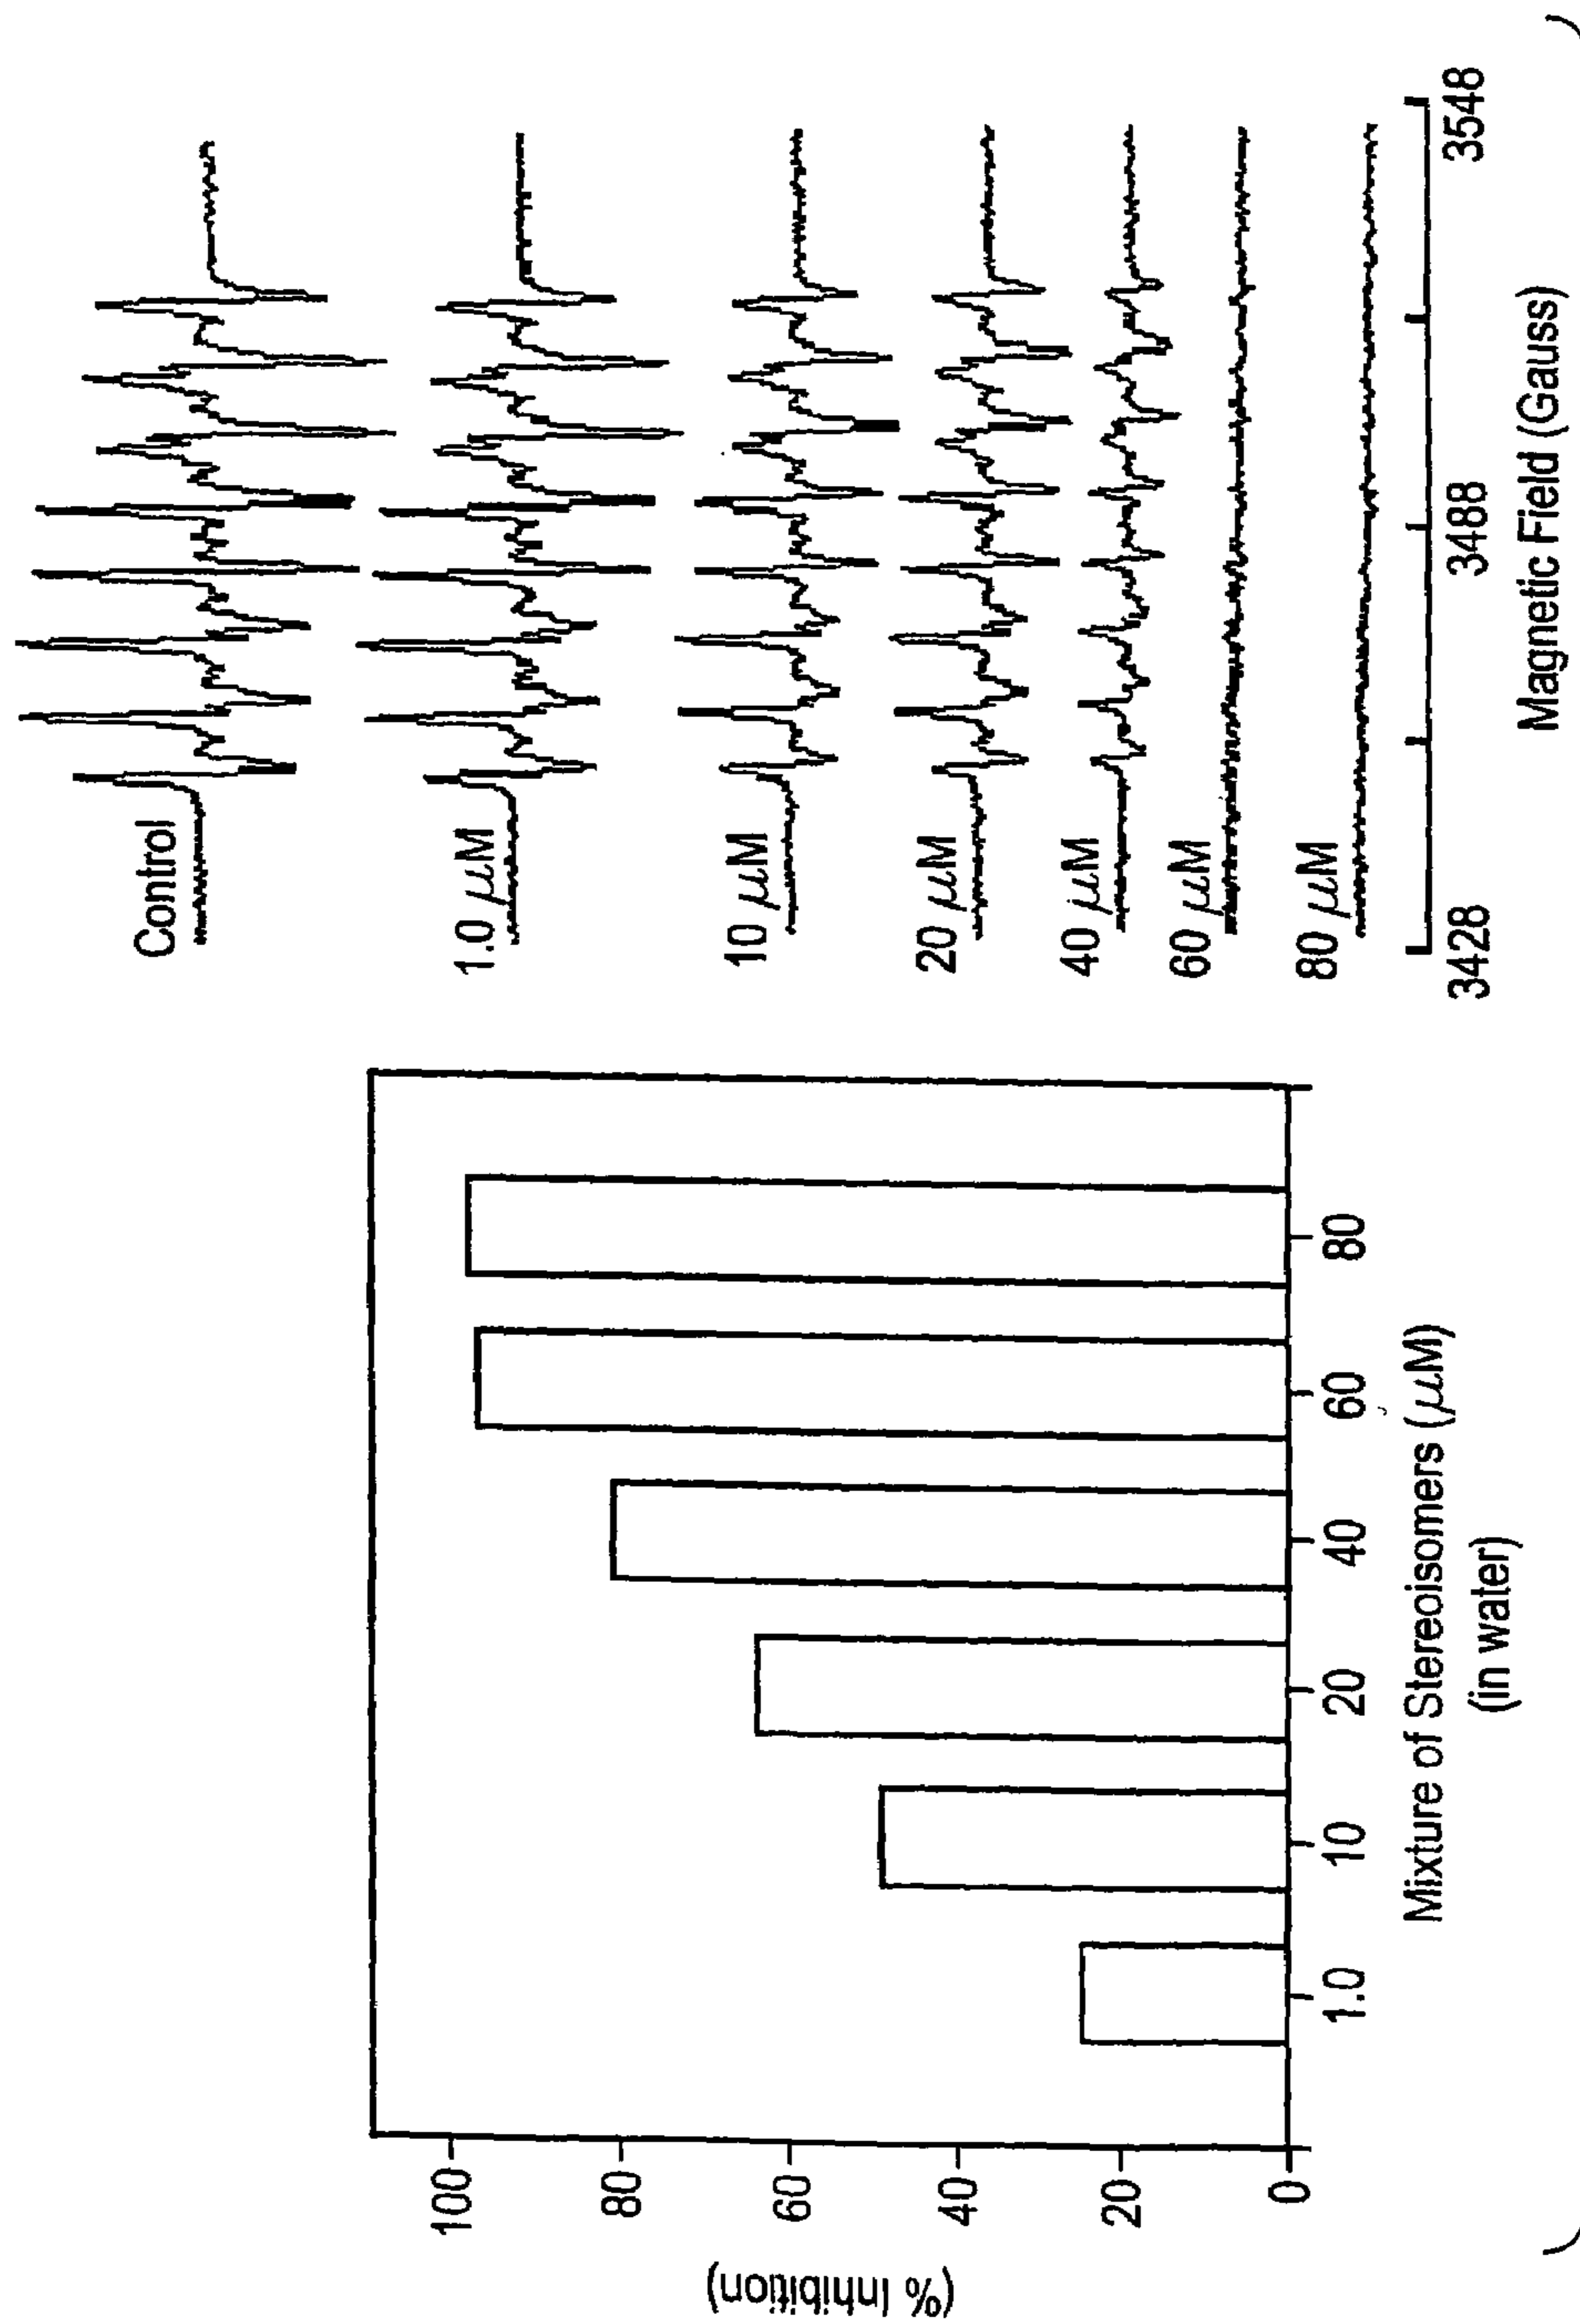 (% Inhibition)
100
80
60
40
20
0
1.0
10
20
40
60
80
Mixture of Stereoisomers (μM)
(in water)
Control
1.0 μM
10 μM
20 μM
40 μM
60 μM
80 μM
3428
3488
3548
Magnetic Field (Gauss)